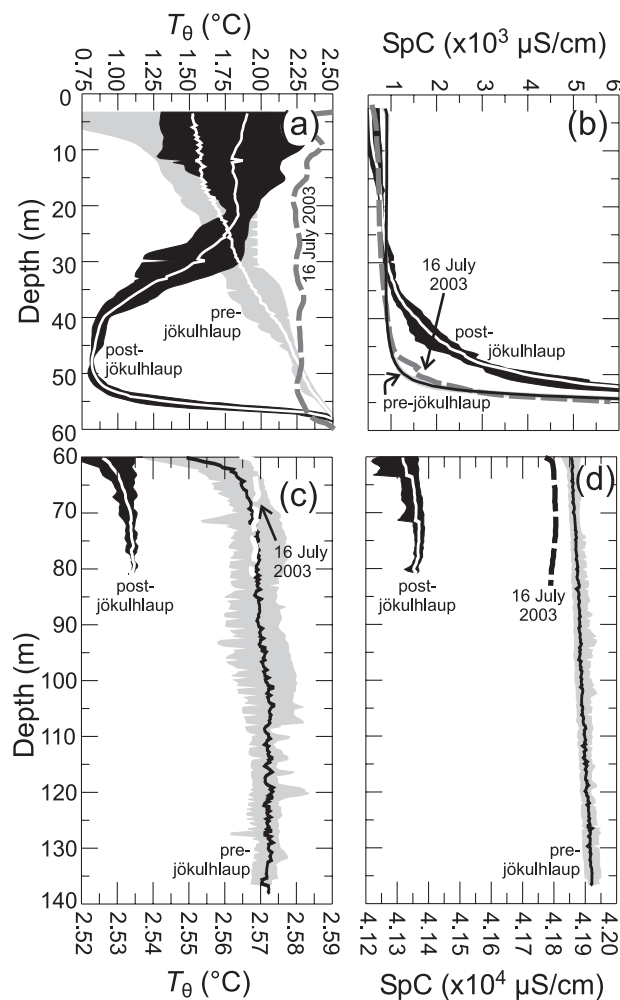 Tθ (°C)
SpC (x10³ µS/cm)
0.75 1.00 1.25 1.50 1.75 2.00 2.25 2.50
1 2 3 4 5 6
0
10
20
30
40
50
60
Depth (m)
(a)
16 July 2003
pre-
jökulhlaup
post-
jökulhlaup
(b)
16 July
2003
post-
jökulhlaup
pre-jökulhlaup
60
70
80
90
100
110
120
130
140
Depth (m)
(c)
16 July
2003
post-
jökulhlaup
pre-
jökulhlaup
(d)
post-
jökulhlaup
16 July
2003
pre-
jökulhlaup
2.52 2.53 2.54 2.55 2.56 2.57 2.58 2.59
4.12 4.13 4.14 4.15 4.16 4.17 4.18 4.19 4.20
Tθ (°C)
SpC (x10⁴ µS/cm)